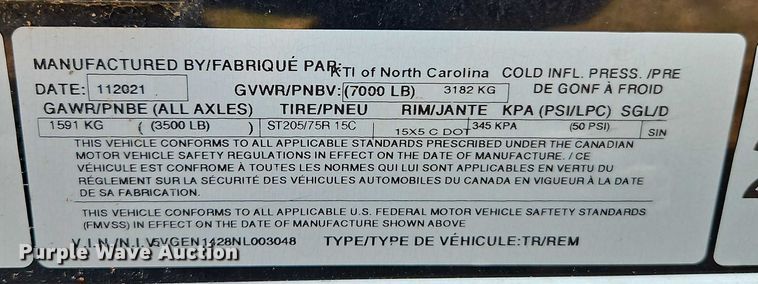 MANUFACTURED BY/FABRIQUÉ PAR: KTI of North Carolina COLD INFL. PRESS. /PRE
DATE: 112021 GVWR/PNBV: (7000 LB) 3182 KG DE GONF À FROID
GAWR/PNBE (ALL AXLES) TIRE/PNEU RIM/JANTE KPA (PSI/LPC) SGL/D
1591 KG ( (3500 LB) ST205/75R 15C 15X5 C DOT 345 KPA (50 PSI) SIN
THIS VEHICLE CONFORMS TO ALL APPLICABLE STANDARDS PRESCRIBED UNDER THE CANADIAN
MOTOR VEHICLE SAFETY REGULATIONS IN EFFECT ON THE DATE OF MANUFACTURE. / CE
VÉHICULE EST CONFROME À TOUTES LES NORMES QUI LUI SONT APPLICABLES EN VERTU DU
RÉGLEMENT SUR LA SÉCURITÉ DES VÉHICULES AUTOMOBILES DU CANADA EN VIGUEUR À LA DATE
DE SA FABRICATION.
THIS VEHICLE CONFORMS TO ALL APPLICABLE U.S. FEDERAL MOTOR VEHICLE SAFTETY STANDARDS
(FMVSS) IN EFFECT ON THE DATE OF MANUFACTURE SHOWN ABOVE
V.I.N./N.I.V 5VGEN1428NL003048 TYPE/TYPE DE VÉHICULE:TR/REM
Purple Wave Auction